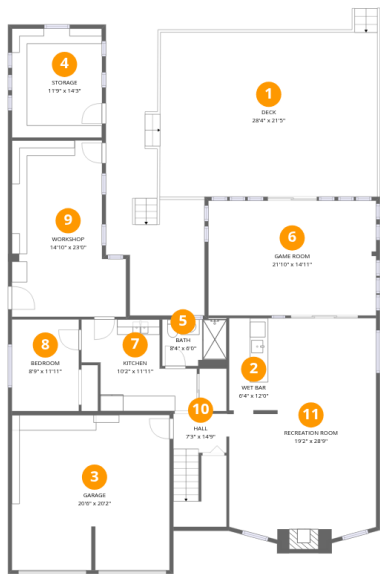 4
STORAGE
11'9" x 14'3"
1
DECK
28'4" x 21'5"
9
WORKSHOP
14'10" x 23'0"
6
GAME ROOM
21'10" x 14'11"
5
BATH
8'4" x 6'0"
8
BEDROOM
8'9" x 11'11"
7
KITCHEN
10'2" x 11'11"
2
WET BAR
6'4" x 12'0"
10
HALL
7'3" x 14'9"
11
RECREATION ROOM
19'2" x 28'9"
3
GARAGE
20'6" x 20'2"